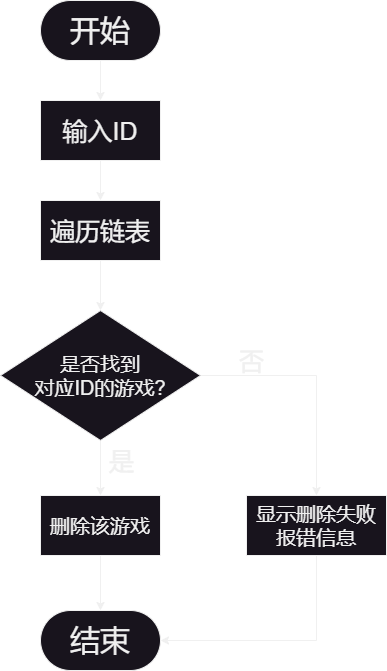 开始
输入ID
遍历链表
是否找到
对应ID的游戏?
否
是
删除该游戏
显示删除失败
报错信息
结束